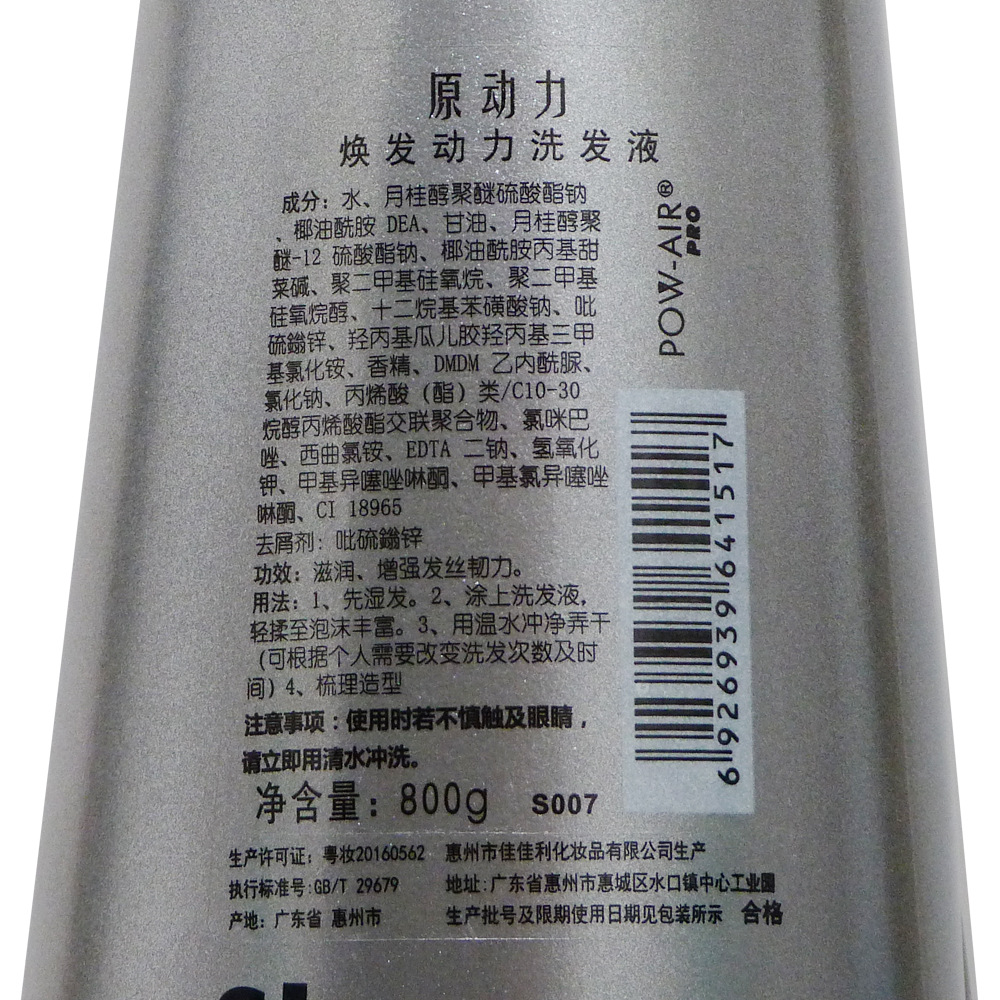 原动力
焕发动力洗发液
成分：水、月桂醇聚醚硫酸酯钠
、椰油酰胺 DEA、甘油、月桂醇聚
醚-12 硫酸酯钠、椰油酰胺丙基甜
菜碱、聚二甲基硅氧烷、聚二甲基
硅氧烷醇、十二烷基苯磺酸钠、吡
硫鎓锌、羟丙基瓜儿胶羟丙基三甲
基氯化铵、香精、DMDM 乙内酰脲、
氯化钠、丙烯酸（酯）类/C10-30
烷醇丙烯酸酯交联聚合物、氯咪巴
唑、西曲氯铵、EDTA 二钠、氢氧化
钾、甲基异噻唑啉酮、甲基氯异噻唑
啉酮、CI 18965
去屑剂：吡硫鎓锌
功效：滋润、增强发丝韧力。
用法：1、先湿发。2、涂上洗发液，
轻揉至泡沫丰富。3、用温水冲净弄干
(可根据个人需要改变洗发次数及时
间) 4、梳理造型
注意事项：使用时若不慎触及眼睛，
请立即用清水冲洗。
净含量：800g S007
POW-AIR®
PRO
6926939641517
生产许可证：粤妆20160562 惠州市佳佳利化妆品有限公司生产
执行标准号:GB/T 29679 地址:广东省惠州市惠城区水口镇中心工业园
产地：广东省 惠州市 生产批号及限期使用日期见包装所示 合格